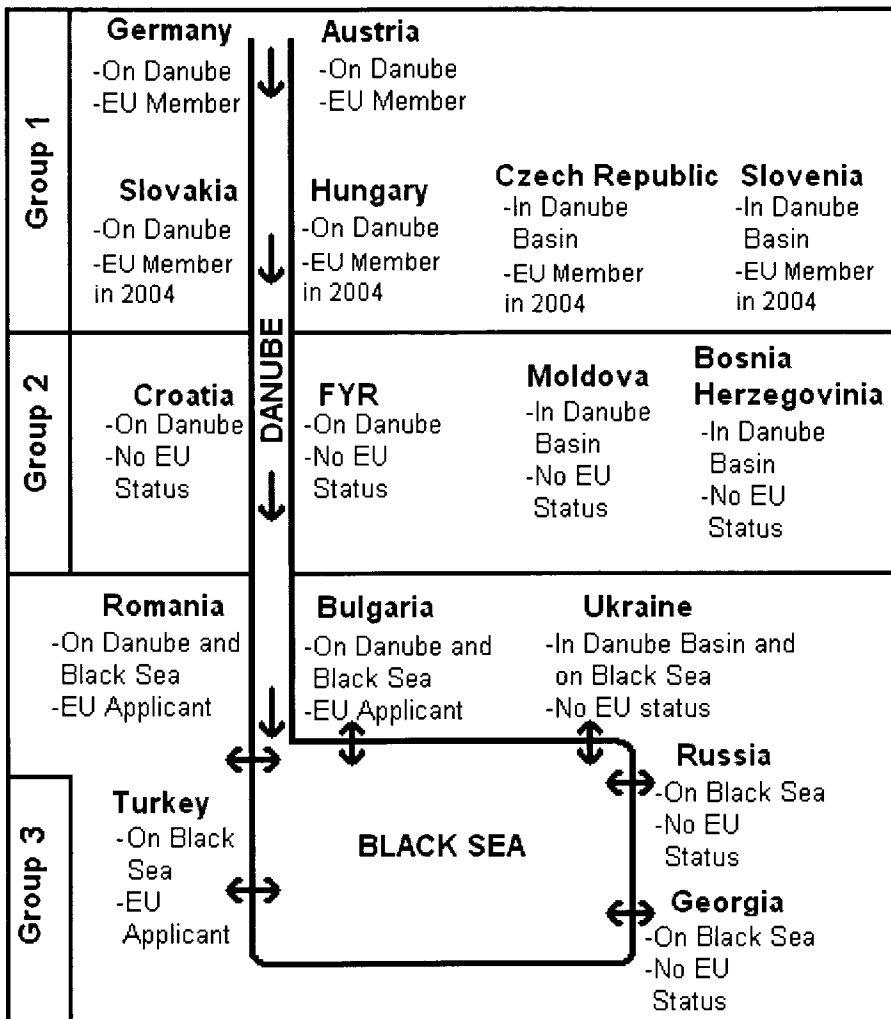 Group 1
Germany
-On Danube
-EU Member
Austria
-On Danube
-EU Member
Slovakia
-On Danube
-EU Member
in 2004
Hungary
-On Danube
-EU Member
in 2004
Czech Republic
-In Danube
Basin
-EU Member
in 2004
Slovenia
-In Danube
Basin
-EU Member
in 2004
DANUBE
Group 2
Croatia
-On Danube
-No EU
Status
FYR
-On Danube
-No EU
Status
Moldova
-In Danube
Basin
-No EU
Status
Bosnia
Herzegovinia
-In Danube
Basin
-No EU
Status
Romania
-On Danube and
Black Sea
-EU Applicant
Bulgaria
-On Danube and
Black Sea
-EU Applicant
Ukraine
-In Danube Basin and
on Black Sea
-No EU status
Group 3
Turkey
-On Black
Sea
-EU
Applicant
BLACK SEA
Russia
-On Black Sea
-No EU
Status
Georgia
-On Black Sea
-No EU
Status